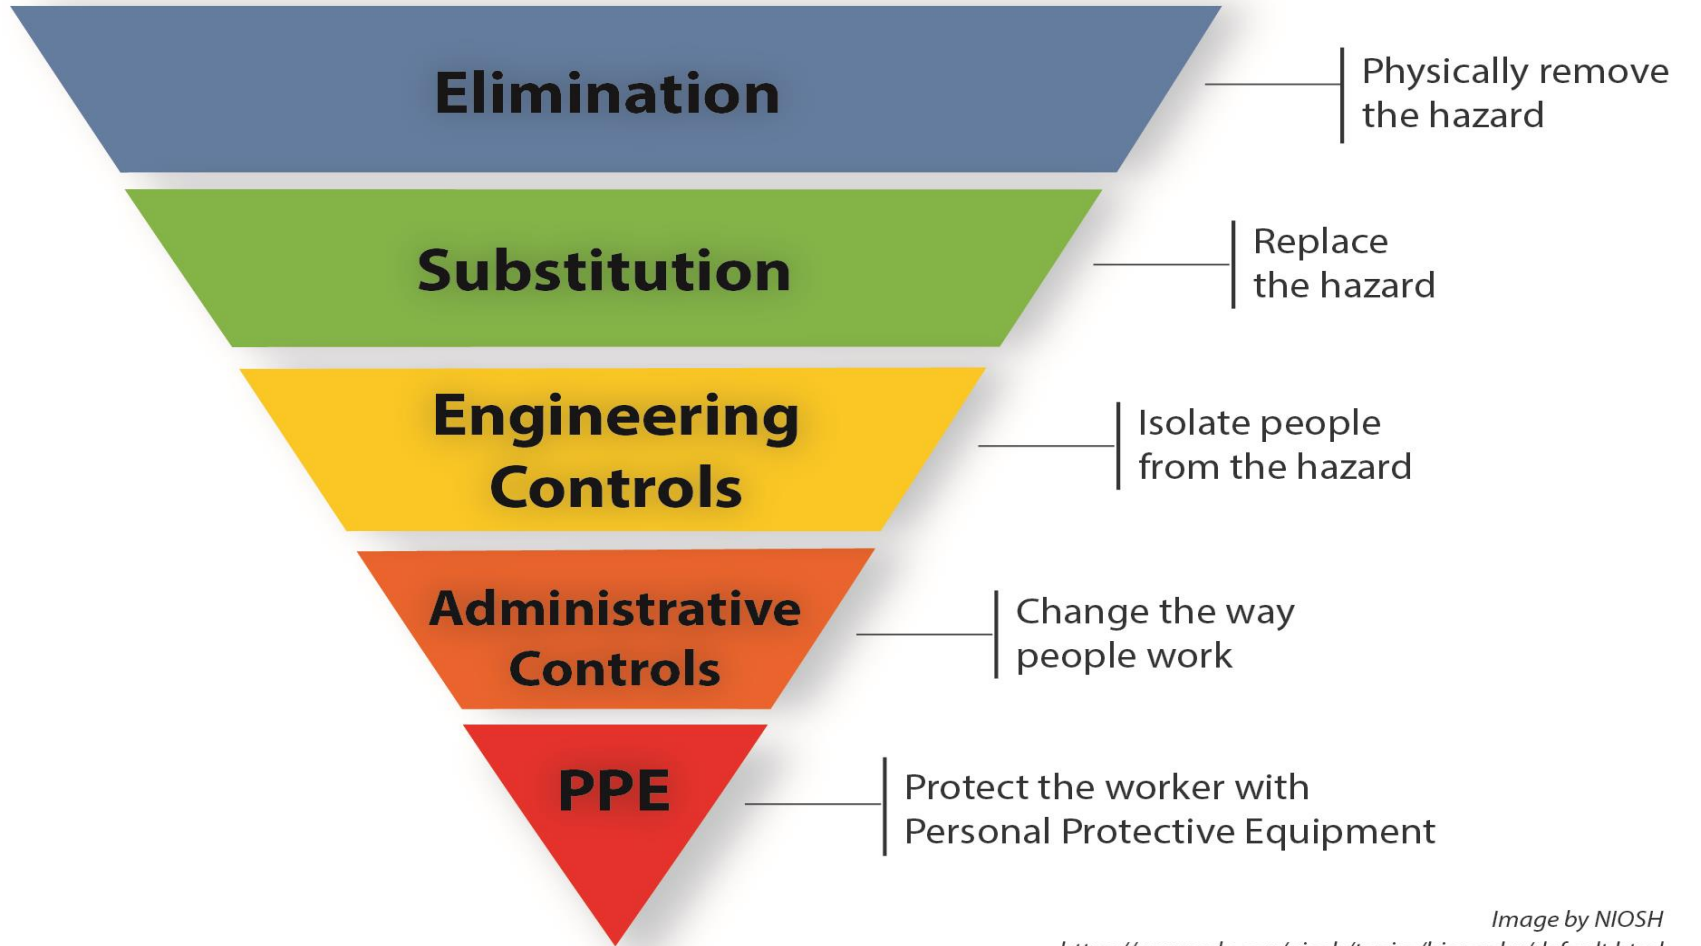 Elimination
Physically remove
the hazard
Substitution
Replace
the hazard
Engineering
Controls
Isolate people
from the hazard
Administrative
Controls
Change the way
people work
PPE
Protect the worker with
Personal Protective Equipment
Image by NIOSH